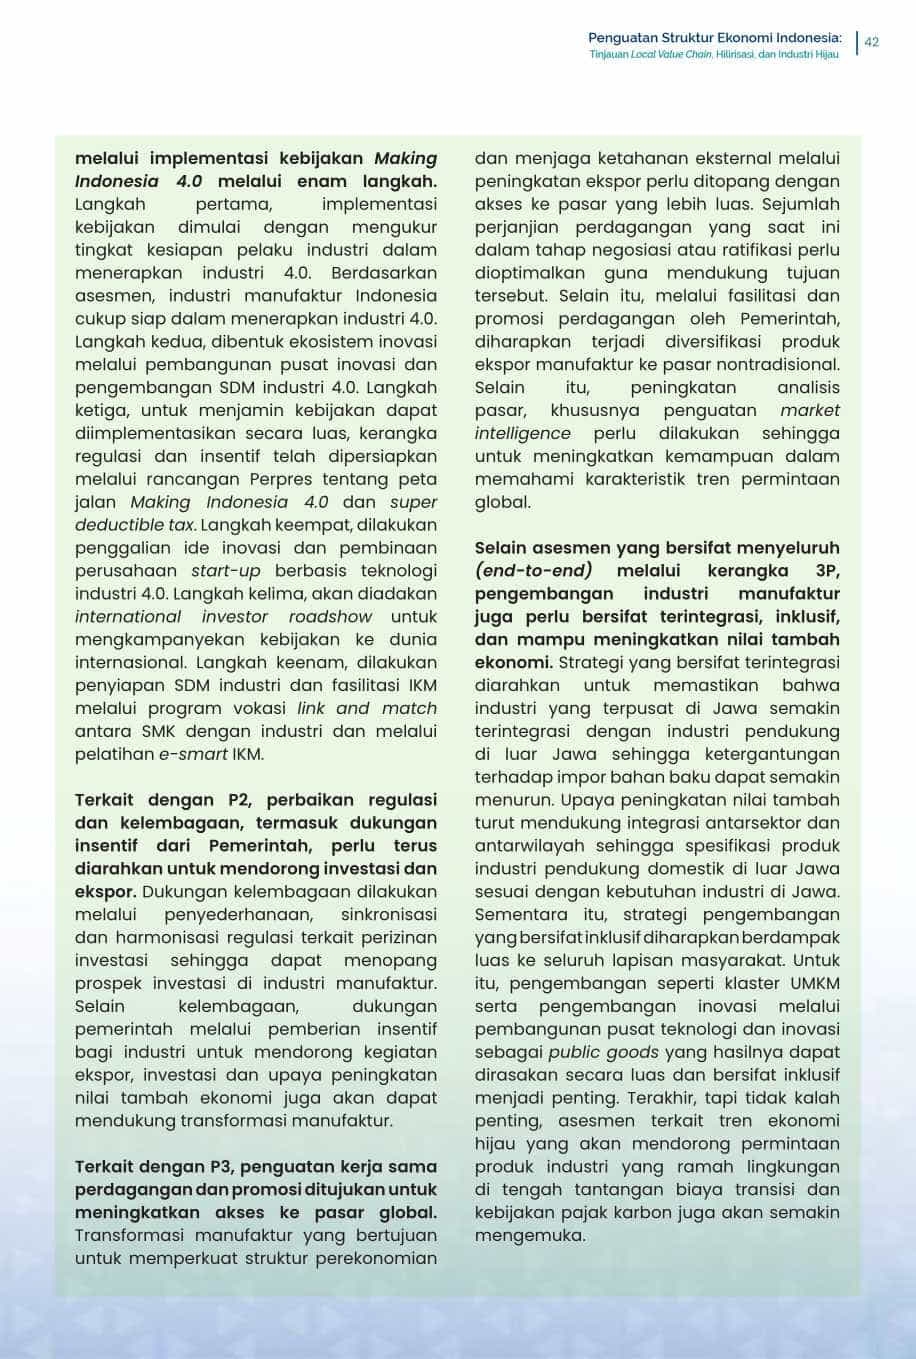 Penguatan Struktur Ekonomi Indonesia:
Tinjauan Local Value Chain, Hilirisasi, dan Industri Hijau
42
melalui implementasi kebijakan Making
Indonesia 4.0 melalui enam langkah.
Langkah pertama, implementasi
kebijakan dimulai dengan mengukur
tingkat kesiapan pelaku industri dalam
menerapkan industri 4.0. Berdasarkan
asesmen, industri manufaktur Indonesia
cukup siap dalam menerapkan industri 4.0.
Langkah kedua, dibentuk ekosistem inovasi
melalui pembangunan pusat inovasi dan
pengembangan SDM industri 4.0. Langkah
ketiga, untuk menjamin kebijakan dapat
diimplementasikan secara luas, kerangka
regulasi dan insentif telah dipersiapkan
melalui rancangan Perpres tentang peta
jalan Making Indonesia 4.0 dan super
deductible tax. Langkah keempat, dilakukan
penggalian ide inovasi dan pembinaan
perusahaan start-up berbasis teknologi
industri 4.0. Langkah kelima, akan diadakan
international investor roadshow untuk
mengkampanyekan kebijakan ke dunia
internasional. Langkah keenam, dilakukan
penyiapan SDM industri dan fasilitasi IKM
melalui program vokasi link and match
antara SMK dengan industri dan melalui
pelatihan e-smart IKM.
Terkait dengan P2, perbaikan regulasi
dan kelembagaan, termasuk dukungan
insentif dari Pemerintah, perlu terus
diarahkan untuk mendorong investasi dan
ekspor. Dukungan kelembagaan dilakukan
melalui penyederhanaan, sinkronisasi
dan harmonisasi regulasi terkait perizinan
investasi sehingga dapat menopang
prospek investasi di industri manufaktur.
Selain kelembagaan, dukungan
pemerintah melalui pemberian insentif
bagi industri untuk mendorong kegiatan
ekspor, investasi dan upaya peningkatan
nilai tambah ekonomi juga akan dapat
mendukung transformasi manufaktur.
Terkait dengan P3, penguatan kerja sama
perdagangan dan promosi ditujukan untuk
meningkatkan akses ke pasar global.
Transformasi manufaktur yang bertujuan
untuk memperkuat struktur perekonomian
dan menjaga ketahanan eksternal melalui
peningkatan ekspor perlu ditopang dengan
akses ke pasar yang lebih luas. Sejumlah
perjanjian perdagangan yang saat ini
dalam tahap negosiasi atau ratifikasi perlu
dioptimalkan guna mendukung tujuan
tersebut. Selain itu, melalui fasilitasi dan
promosi perdagangan oleh Pemerintah,
diharapkan terjadi diversifikasi produk
ekspor manufaktur ke pasar nontradisional.
Selain itu, peningkatan analisis
pasar, khususnya penguatan market
intelligence perlu dilakukan sehingga
untuk meningkatkan kemampuan dalam
memahami karakteristik tren permintaan
global.
Selain asesmen yang bersifat menyeluruh
(end-to-end) melalui kerangka 3P,
pengembangan industri manufaktur
juga perlu bersifat terintegrasi, inklusif,
dan mampu meningkatkan nilai tambah
ekonomi. Strategi yang bersifat terintegrasi
diarahkan untuk memastikan bahwa
industri yang terpusat di Jawa semakin
terintegrasi dengan industri pendukung
di luar Jawa sehingga ketergantungan
terhadap impor bahan baku dapat semakin
menurun. Upaya peningkatan nilai tambah
turut mendukung integrasi antarsektor dan
antarwilayah sehingga spesifikasi produk
industri pendukung domestik di luar Jawa
sesuai dengan kebutuhan industri di Jawa.
Sementara itu, strategi pengembangan
yang bersifat inklusif diharapkan berdampak
luas ke seluruh lapisan masyarakat. Untuk
itu, pengembangan seperti klaster UMKM
serta pengembangan inovasi melalui
pembangunan pusat teknologi dan inovasi
sebagai public goods yang hasilnya dapat
dirasakan secara luas dan bersifat inklusif
menjadi penting. Terakhir, tapi tidak kalah
penting, asesmen terkait tren ekonomi
hijau yang akan mendorong permintaan
produk industri yang ramah lingkungan
di tengah tantangan biaya transisi dan
kebijakan pajak karbon juga akan semakin
mengemuka.